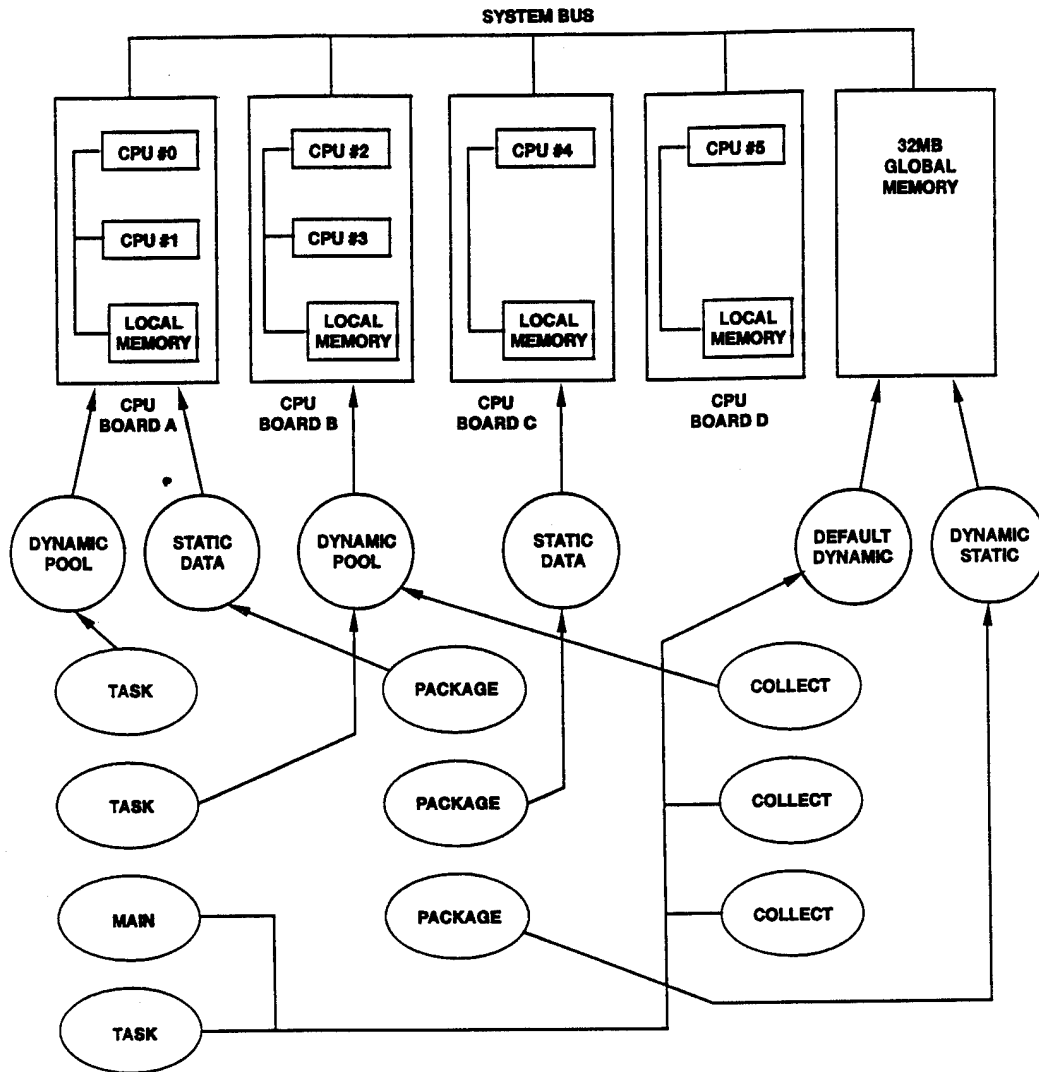 SYSTEM BUS
CPU #0
CPU #1
LOCAL
MEMORY
CPU #2
CPU #3
LOCAL
MEMORY
CPU #4
LOCAL
MEMORY
CPU #5
LOCAL
MEMORY
32MB
GLOBAL
MEMORY
CPU
BOARD A
CPU
BOARD B
CPU
BOARD C
CPU
BOARD D
DYNAMIC
POOL
STATIC
DATA
DYNAMIC
POOL
STATIC
DATA
DEFAULT
DYNAMIC
DYNAMIC
STATIC
TASK
PACKAGE
COLLECT
TASK
PACKAGE
COLLECT
MAIN
PACKAGE
COLLECT
TASK